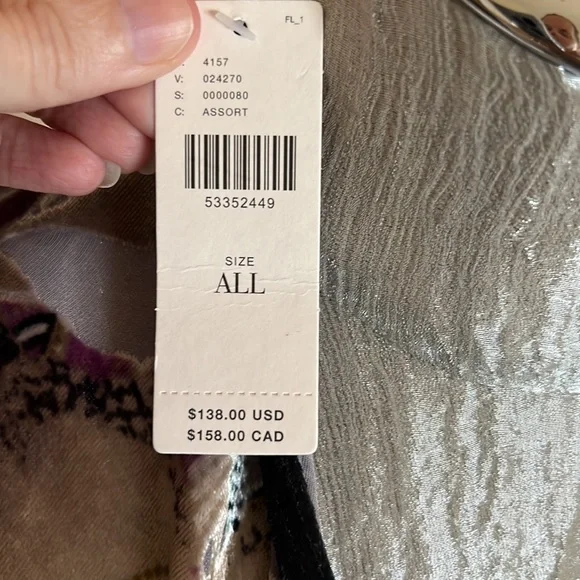 FL_1
4157
V: 024270
S: 0000080
C: ASSORT
53352449
SIZE
ALL
$138.00 USD
$158.00 CAD